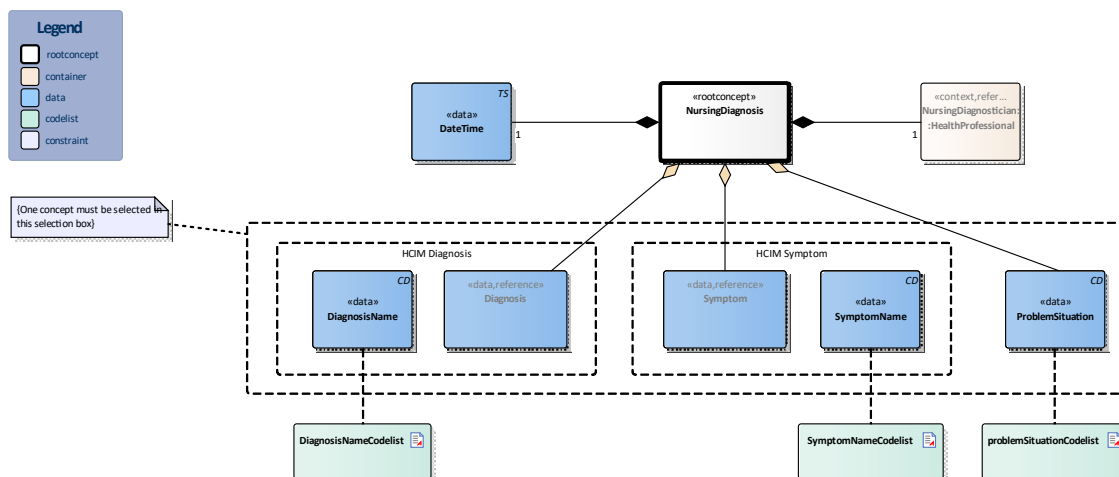 Legend
rootconcept
container
data
codelist
constraint
TS
«data»
DateTime
1
«rootconcept»
NursingDiagnosis
1
«context,refer...
NursingDiagnostician:
:HealthProfessional
{One concept must be selected in
this selection box}
HCIM Diagnosis
CD
«data»
DiagnosisName
«data,reference»
Diagnosis
HCIM Symptom
«data,reference»
Symptom
CD
«data»
SymptomName
CD
«data»
ProblemSituation
DiagnosisNameCodelist
SymptomNameCodelist
problemSituationCodelist